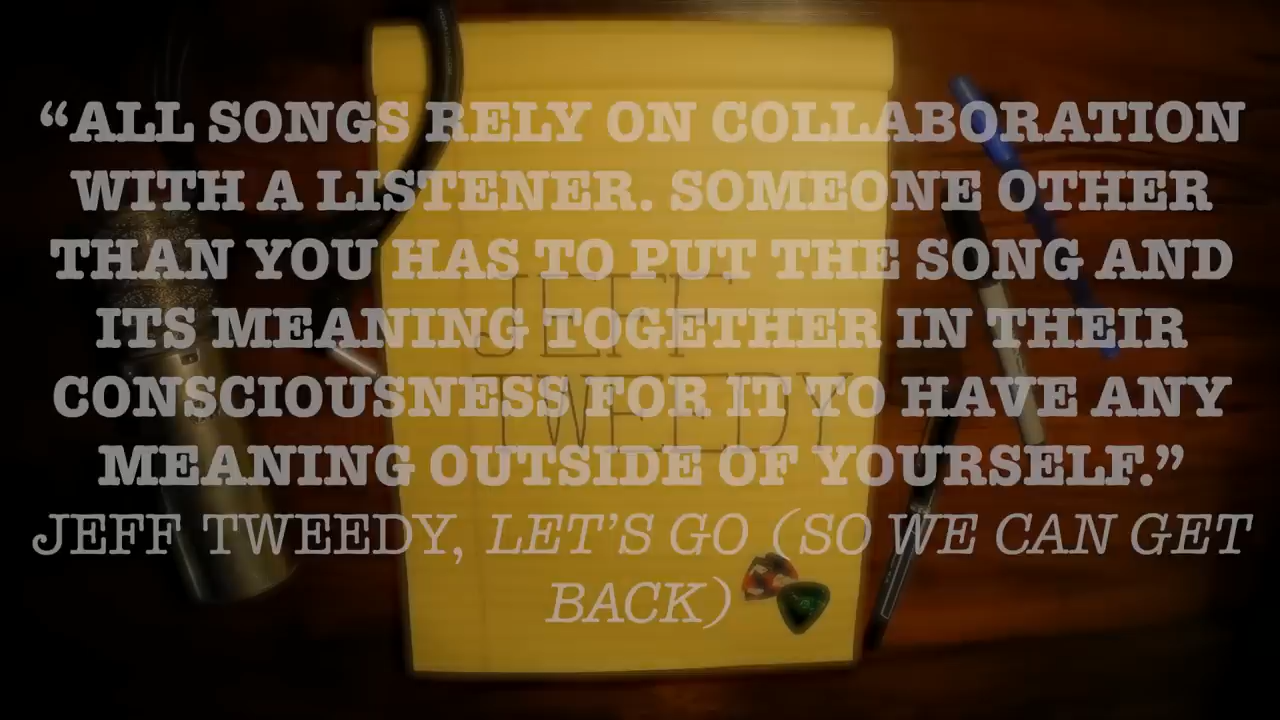 “ALL SONGS RELY ON COLLABORATION
WITH A LISTENER. SOMEONE OTHER
THAN YOU HAS TO PUT THE SONG AND
ITS MEANING TOGETHER IN THEIR
CONSCIOUSNESS FOR IT TO HAVE ANY
MEANING OUTSIDE OF YOURSELF.”
JEFF TWEEDY, LET’S GO (SO WE CAN GET
BACK)
JEFF
TWEEDY